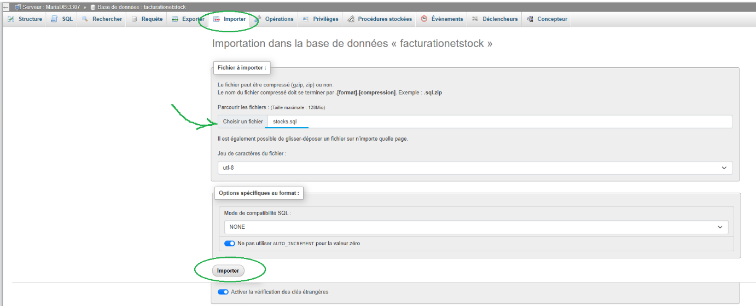 Serveur : MariaDB:3307 » Base de données : facturationetstock
Structure SQL Rechercher Requête Exporter Importer Opérations Privilèges Procédures stockées Évènements Déclencheurs Concepteur
Importation dans la base de données « facturationetstock »
Fichier à importer :
Le fichier peut être compressé (gzip, zip) ou non.
Le nom du fichier compressé doit se terminer par .[format].[compression]. Exemple : .sql.zip
Parcourir les fichiers : (Taille maximale : 128Mio)
Choisir un fichier stocks.sql
Il est également possible de glisser-déposer un fichier sur n'importe quelle page.
Jeu de caractères du fichier :
utf-8
Options spécifiques au format :
Mode de compatibilité SQL :
NONE
Ne pas utiliser AUTO_INCREMENT pour la valeur zéro
Importer
Activer la vérification des clés étrangères